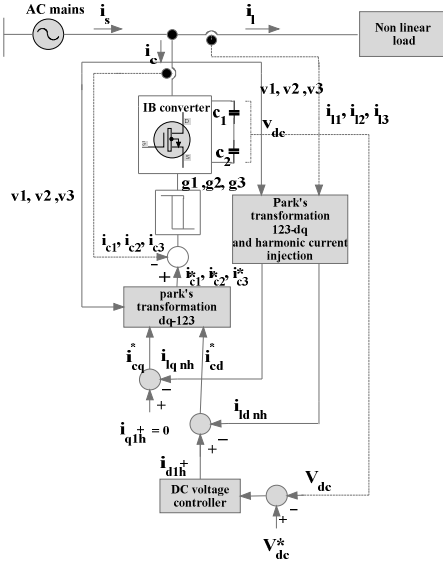 AC mains
i_s
i_l
Non linear
load
i_c
v1, v2 ,v3
i_l1, i_l2, i_l3
IB converter
c_1
v_dc
c_2
v1, v2 ,v3
g1 ,g2, g3
Park's
transformation
123-dq
and harmonic current
injection
i_c1, i_c2, i_c3
−
+
i*_c1, i*_c2, i*_c3
park's
transformation
dq-123
i*_cq
i_lq nh
i*_cd
−
+
i+_q1h = 0
i_ld nh
−
+
i+_d1h
V_dc
DC voltage
controller
−
+
V*_dc